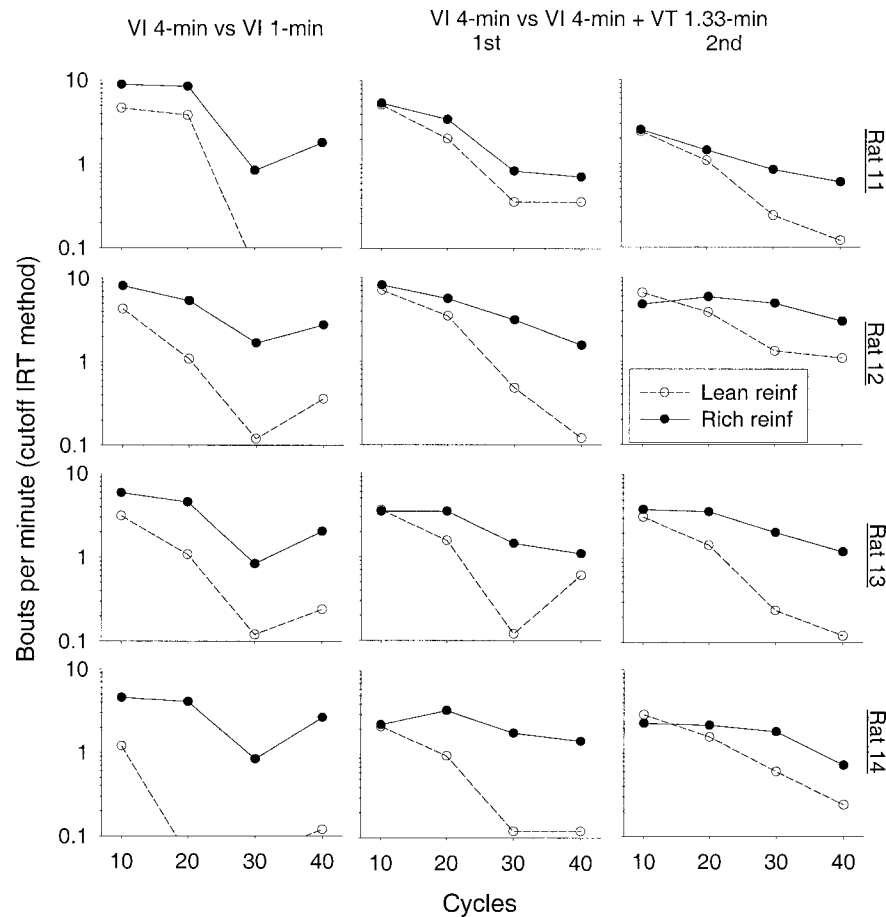 VI 4-min vs VI 1-min
VI 4-min vs VI 4-min + VT 1.33-min
1st
2nd
Bouts per minute (cutoff IRT method)
10
1
0.1
Rat 11
10
1
0.1
Rat 12
Lean reinf
Rich reinf
10
1
0.1
Rat 13
10
1
0.1
Rat 14
10 20 30 40
10 20 30 40
10 20 30 40
Cycles